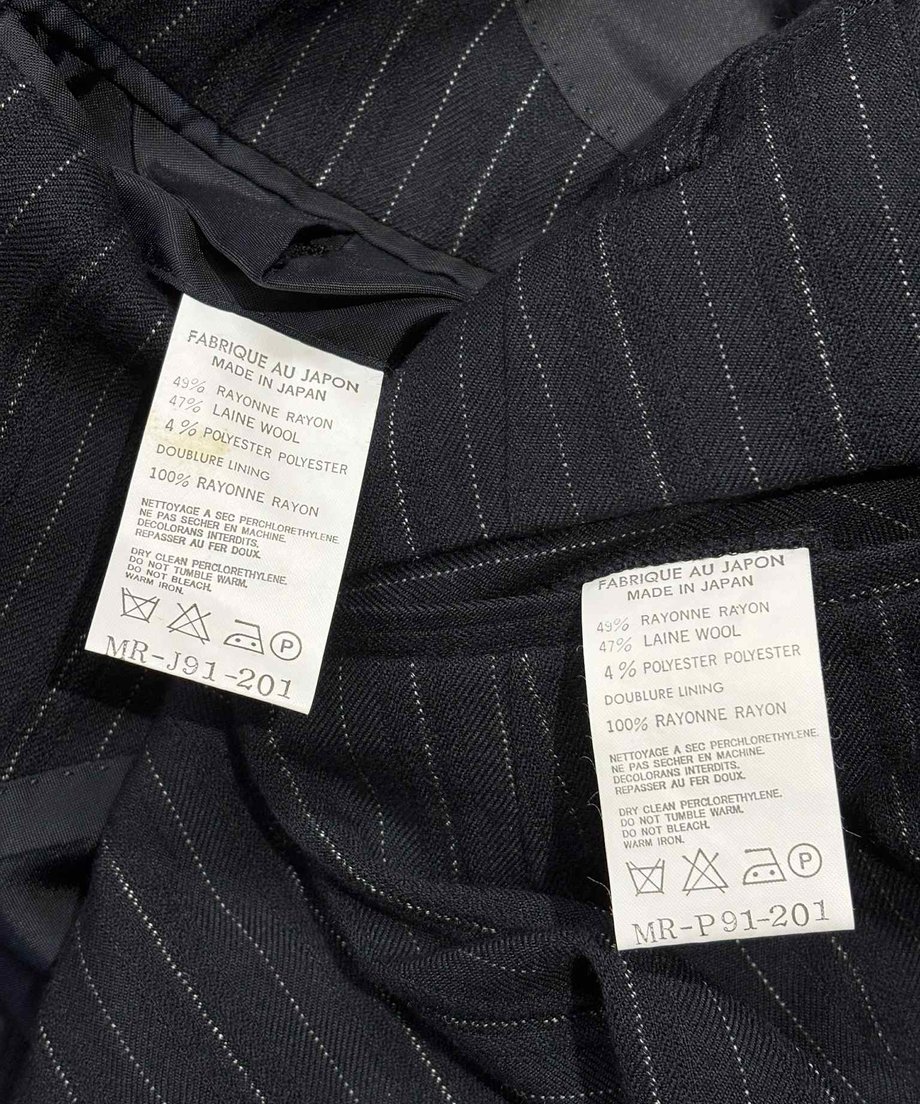 FABRIQUE AU JAPON
MADE IN JAPAN
49% RAYONNE RAYON
47% LAINE WOOL
4% POLYESTER POLYESTER
DOUBLURE LINING
100% RAYONNE RAYON
NETTOYAGE A SEC PERCHLORETHYLENE.
NE PAS SECHER EN MACHINE.
DECOLORANS INTERDITS.
REPASSER AU FER DOUX.
DRY CLEAN PERCLORETHYLENE.
DO NOT TUMBLE WARM.
DO NOT BLEACH.
WARM IRON.
P
MR-J91-201
FABRIQUE AU JAPON
MADE IN JAPAN
49% RAYONNE RAYON
47% LAINE WOOL
4% POLYESTER POLYESTER
DOUBLURE LINING
100% RAYONNE RAYON
NETTOYAGE A SEC PERCHLORETHYLENE.
NE PAS SECHER EN MACHINE.
DECOLORANS INTERDITS.
REPASSER AU FER DOUX.
DRY CLEAN PERCLORETHYLENE.
DO NOT TUMBLE WARM.
DO NOT BLEACH.
WARM IRON.
P
MR-P91-201